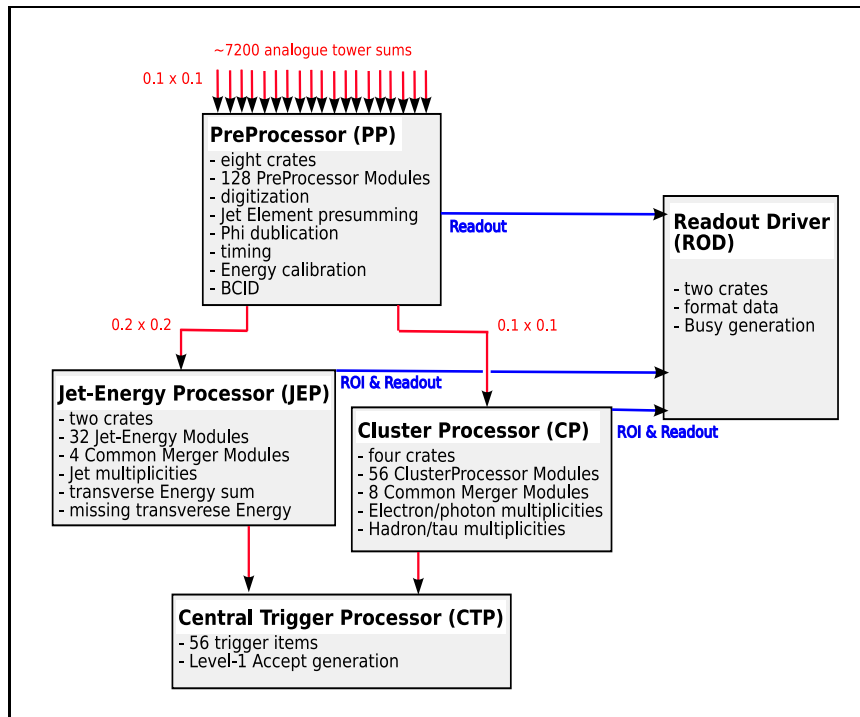 ~7200 analogue tower sums
0.1 x 0.1
PreProcessor (PP)
- eight crates
- 128 PreProcessor Modules
- digitization
- Jet Element presumming
- Phi dublication
- timing
- Energy calibration
- BCID
Readout
Readout Driver
(ROD)
- two crates
- format data
- Busy generation
0.2 x 0.2
0.1 x 0.1
Jet-Energy Processor (JEP)
- two crates
- 32 Jet-Energy Modules
- 4 Common Merger Modules
- Jet multiplicities
- transverse Energy sum
- missing transverese Energy
ROI & Readout
Cluster Processor (CP)
- four crates
- 56 ClusterProcessor Modules
- 8 Common Merger Modules
- Electron/photon multiplicities
- Hadron/tau multiplicities
ROI & Readout
Central Trigger Processor (CTP)
- 56 trigger items
- Level-1 Accept generation